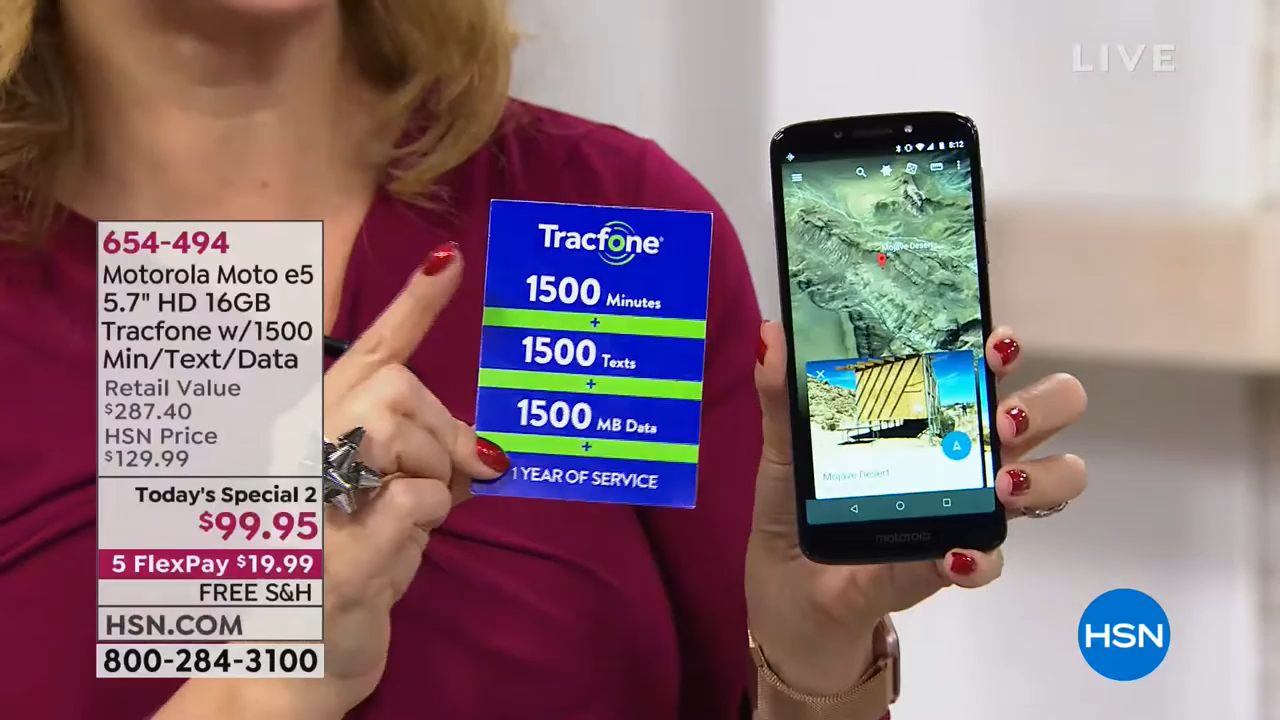 LIVE
654-494
Motorola Moto e5
5.7" HD 16GB
Tracfone w/1500
Min/Text/Data
Retail Value
$287.40
HSN Price
$129.99
Today's Special 2
$99.95
5 FlexPay $19.99
FREE S&H
HSN.COM
800-284-3100
Tracfone®
1500 Minutes
+
1500 Texts
+
1500 MB Data
+
1 YEAR OF SERVICE
8:12
Mojave Desert
Mojave Desert
motorola
HSN